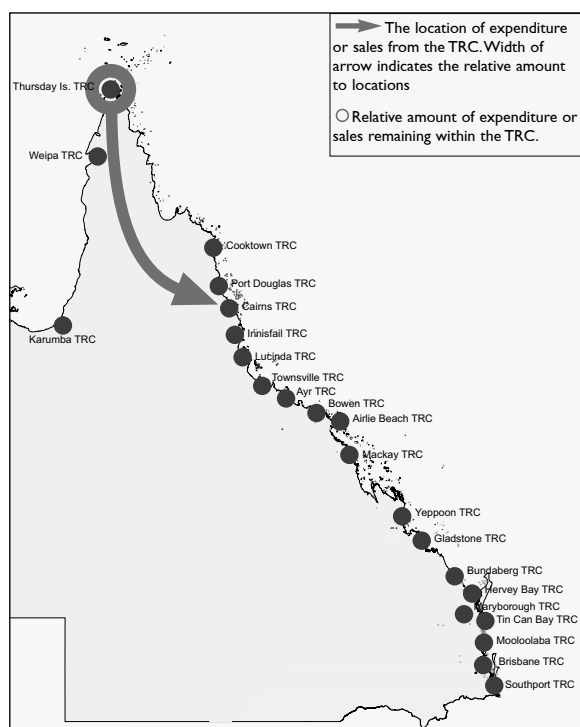 The location of expenditure
or sales from the TRC. Width of
arrow indicates the relative amount
to locations
Relative amount of expenditure or
sales remaining within the TRC.
Thursday Is. TRC
Weipa TRC
Cooktown TRC
Port Douglas TRC
Cairns TRC
Karumba TRC
Innisfail TRC
Lucinda TRC
Townsville TRC
Ayr TRC
Bowen TRC
Airlie Beach TRC
Mackay TRC
Yeppoon TRC
Gladstone TRC
Bundaberg TRC
Hervey Bay TRC
Maryborough TRC
Tin Can Bay TRC
Mooloolaba TRC
Brisbane TRC
Southport TRC